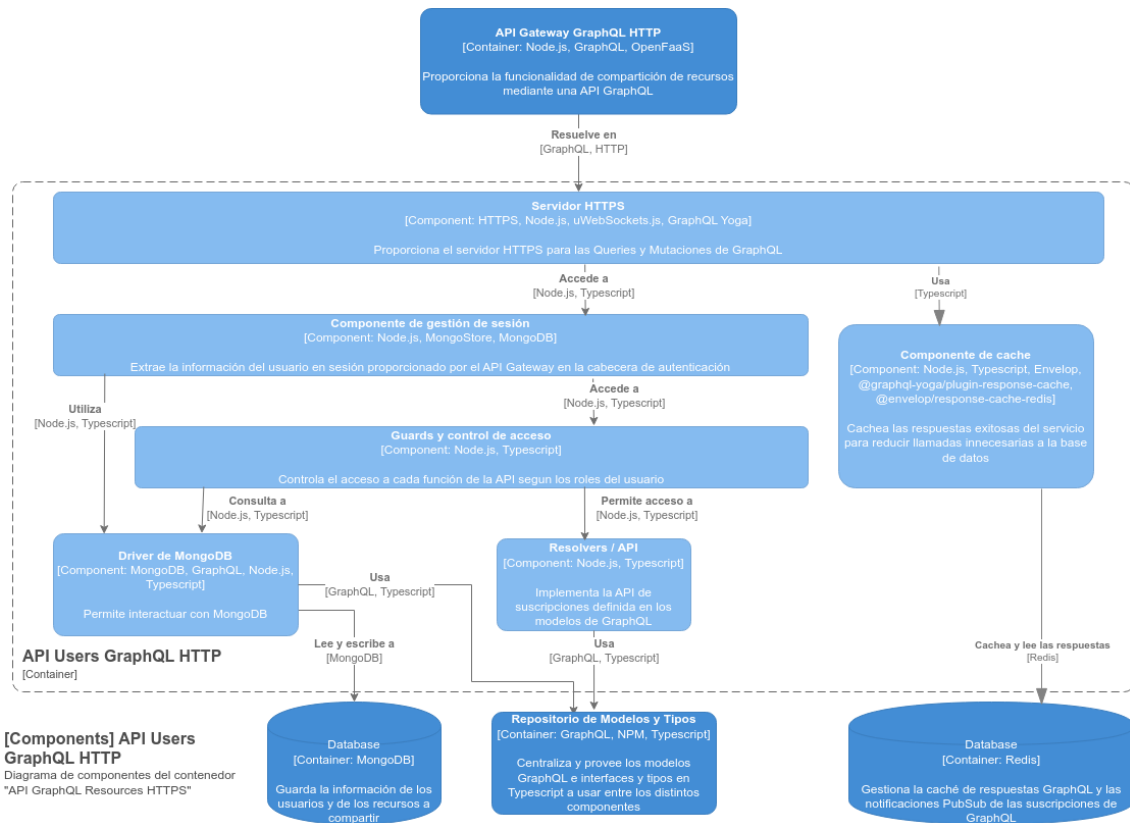 API Gateway GraphQL HTTP
[Container: Node.js, GraphQL, OpenFaaS]
Proporciona la funcionalidad de compartición de recursos
mediante una API GraphQL
Resuelve en
[GraphQL, HTTP]
Servidor HTTPS
[Component: HTTPS, Node.js, uWebSockets.js, GraphQL Yoga]
Proporciona el servidor HTTPS para las Queries y Mutaciones de GraphQL
Accede a
[Node.js, Typescript]
Usa
[Typescript]
Componente de gestión de sesión
[Component: Node.js, MongoStore, MongoDB]
Extrae la información del usuario en sesión proporcionado por el API Gateway en la cabecera de autenticación
Componente de cache
[Component: Node.js, Typescript, Envelop,
@graphql-yoga/plugin-response-cache,
@envelop/response-cache-redis]
Cachea las respuestas exitosas del servicio
para reducir llamadas innecesarias a la base
de datos
Utiliza
[Node.js, Typescript]
Accede a
[Node.js, Typescript]
Guards y control de acceso
[Component: Node.js, Typescript]
Controla el acceso a cada función de la API segun los roles del usuario
Consulta a
[Node.js, Typescript]
Permite acceso a
[Node.js, Typescript]
Driver de MongoDB
[Component: MongoDB, GraphQL, Node.js,
Typescript]
Permite interactuar con MongoDB
Usa
[GraphQL, Typescript]
Resolvers / API
[Component: Node.js, Typescript]
Implementa la API de
suscripciones definida en los
modelos de GraphQL
Lee y escribe a
[MongoDB]
Usa
[GraphQL, Typescript]
Cachea y lee las respuestas
[Redis]
API Users GraphQL HTTP
[Container]
[Components] API Users
GraphQL HTTP
Diagrama de componentes del contenedor
"API GraphQL Resources HTTPS"
Database
[Container: MongoDB]
Guarda la información de los
usuarios y de los recursos a
compartir
Repositorio de Modelos y Tipos
[Container: GraphQL, NPM, Typescript]
Centraliza y provee los modelos
GraphQL e interfaces y tipos en
Typescript a usar entre los distintos
componentes
Database
[Container: Redis]
Gestiona la caché de respuestas GraphQL y las
notificaciones PubSub de las suscripciones de
GraphQL